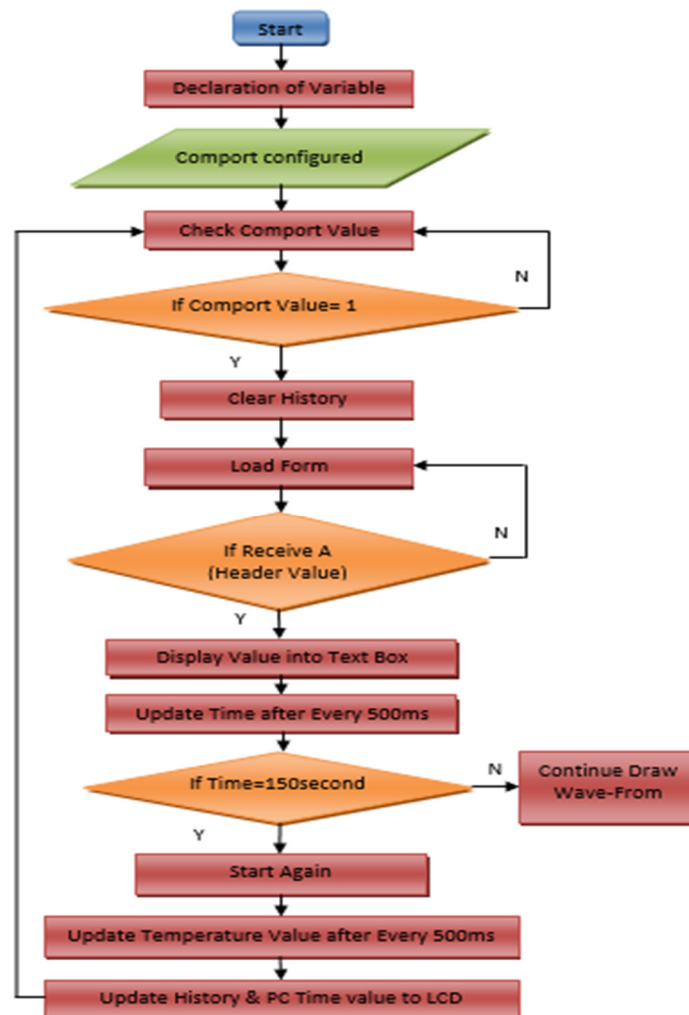 Start
Declaration of Variable
Comport configured
Check Comport Value
N
If Comport Value= 1
Y
Clear History
Load Form
N
If Receive A
(Header Value)
Y
Display Value into Text Box
Update Time after Every 500ms
If Time=150second
N
Continue Draw
Wave-From
Y
Start Again
Update Temperature Value after Every 500ms
Update History & PC Time value to LCD